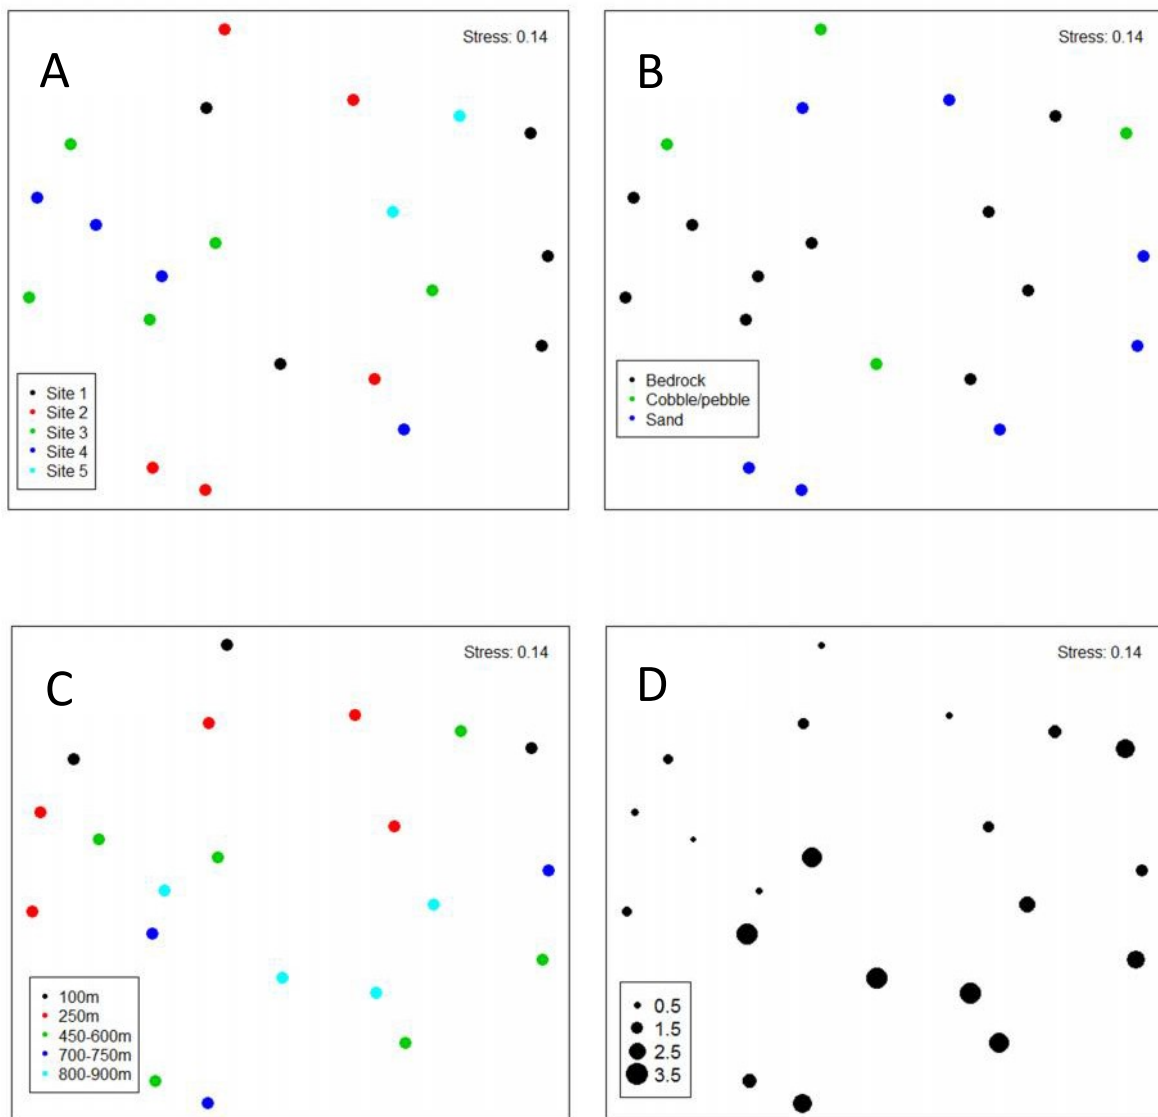 A
Stress: 0.14
Site 1
Site 2
Site 3
Site 4
Site 5
B
Stress: 0.14
Bedrock
Cobble/pebble
Sand
C
Stress: 0.14
100m
250m
450-600m
700-750m
800-900m
D
Stress: 0.14
0.5
1.5
2.5
3.5